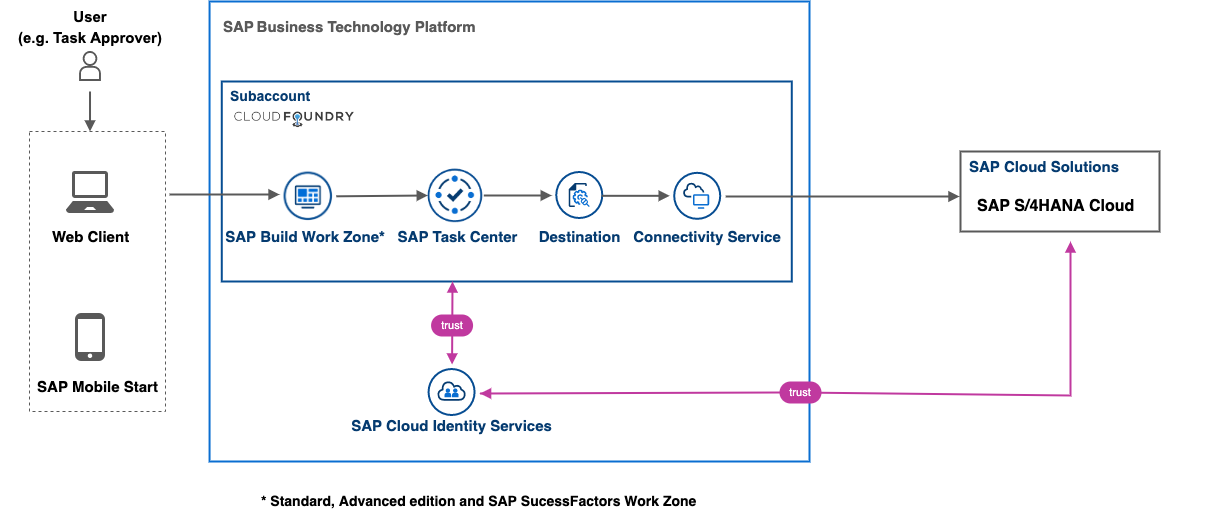 User
(e.g. Task Approver)
SAP Business Technology Platform
Subaccount
CLOUDFOUNDRY
SAP Cloud Solutions
SAP S/4HANA Cloud
Web Client
SAP Build Work Zone*
SAP Task Center
Destination
Connectivity Service
trust
SAP Mobile Start
trust
SAP Cloud Identity Services
* Standard, Advanced edition and SAP SucessFactors Work Zone